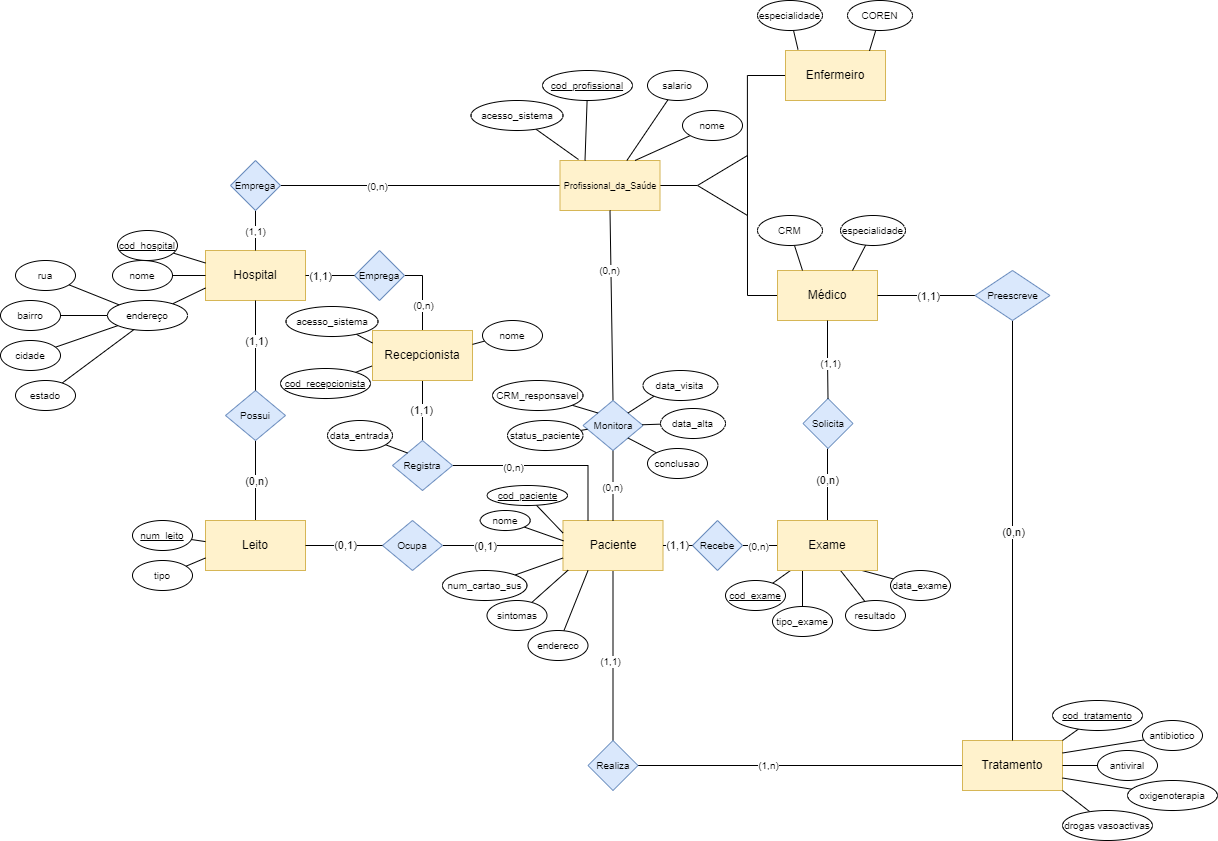 especialidade
COREN
Enfermeiro
cod_profissional
salario
acesso_sistema
nome
Emprega
(0,n)
Profissional_da_Saúde
(1,1)
CRM
especialidade
cod_hospital
rua
nome
Hospital
(1,1)
Emprega
(0,n)
Médico
(1,1)
Preescreve
bairro
endereço
acesso_sistema
(0,n)
nome
cidade
(1,1)
Recepcionista
(1,1)
estado
cod_recepcionista
CRM_responsavel
data_visita
Possui
(1,1)
data_entrada
status_paciente
Monitora
data_alta
Solicita
Registra
(0,n)
conclusao
(0,n)
(0,n)
cod_paciente
(0,n)
nome
num_leito
Leito
(0,1)
Ocupa
(0,1)
Paciente
(1,1)
Recebe
(0,n)
Exame
(0,n)
tipo
num_cartao_sus
cod_exame
data_exame
sintomas
tipo_exame
resultado
endereco
(1,1)
cod_tratamento
antibiotico
Realiza
(1,n)
Tratamento
antiviral
oxigenoterapia
drogas vasoactivas